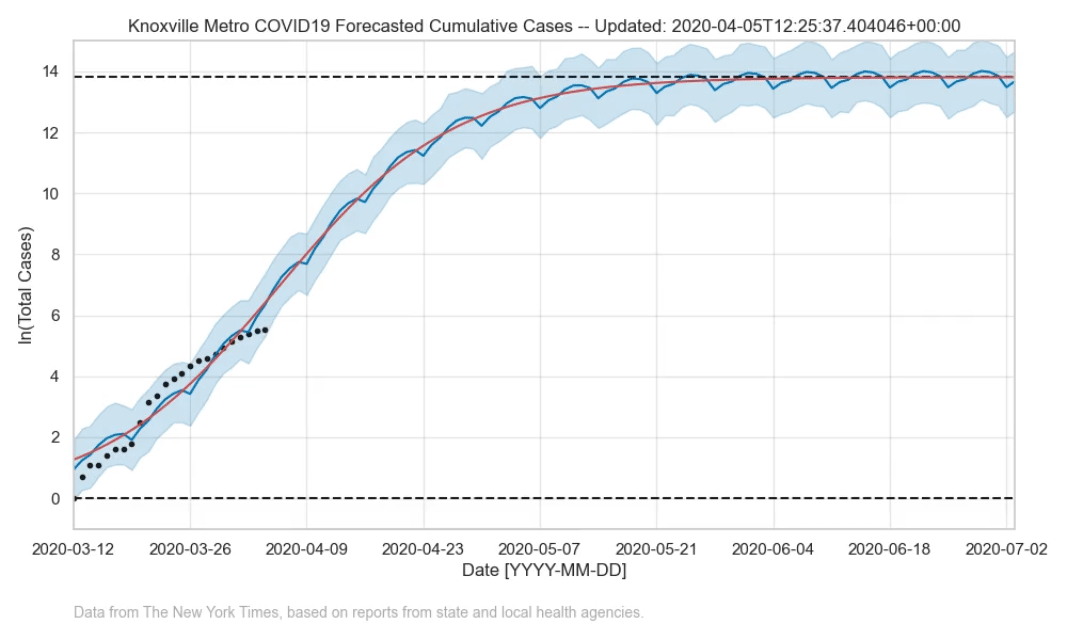 Knoxville Metro COVID19 Forecasted Cumulative Cases -- Updated: 2020-04-05T12:25:37.404046+00:00
14
12
10
8
6
4
2
0
ln(Total Cases)
2020-03-12 2020-03-26 2020-04-09 2020-04-23 2020-05-07 2020-05-21 2020-06-04 2020-06-18 2020-07-02
Date [YYYY-MM-DD]
Data from The New York Times, based on reports from state and local health agencies.